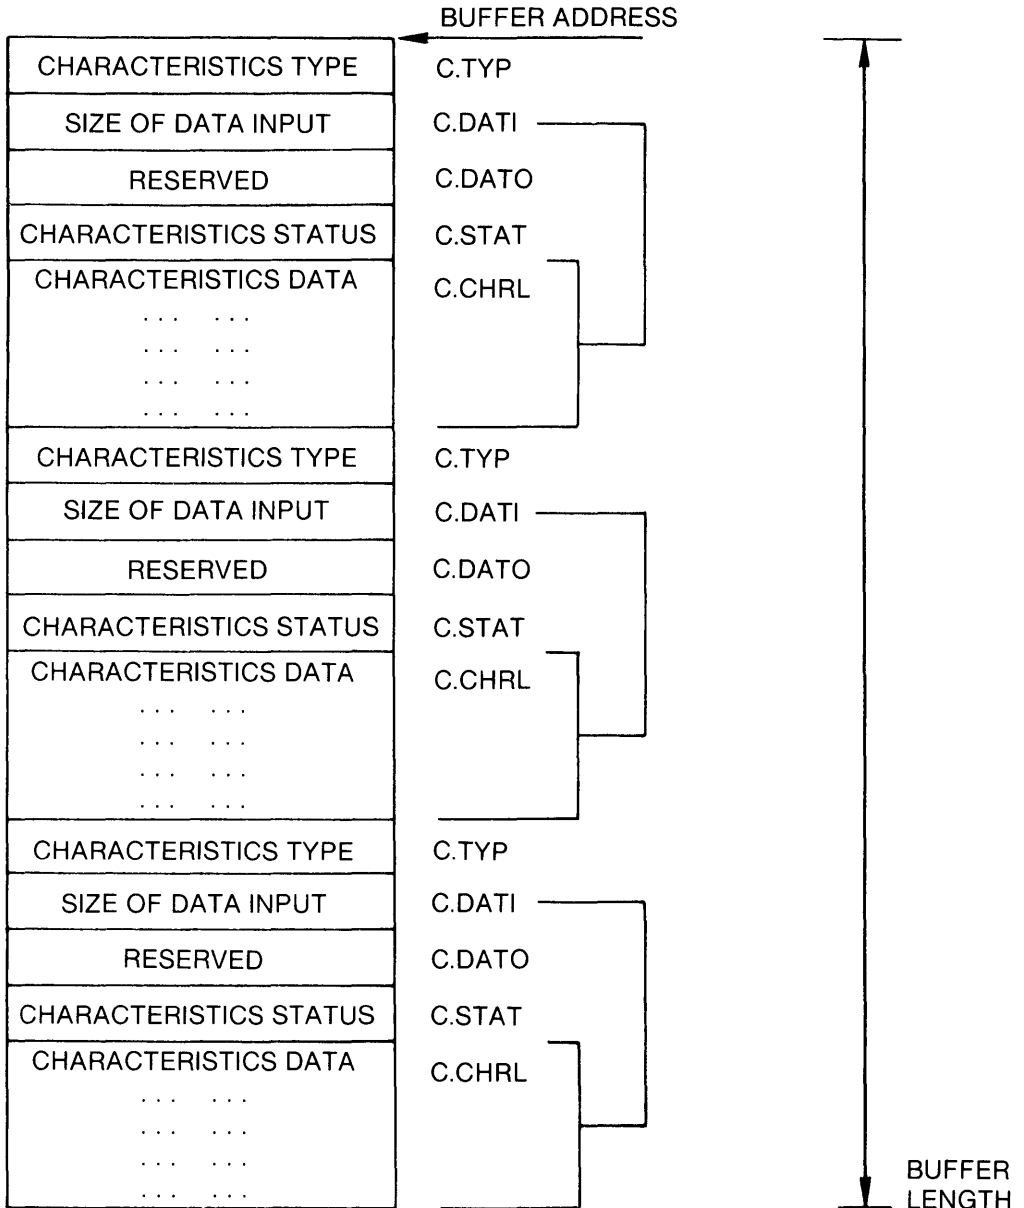 BUFFER ADDRESS
CHARACTERISTICS TYPE C.TYP
SIZE OF DATA INPUT C.DATI
RESERVED C.DATO
CHARACTERISTICS STATUS C.STAT
CHARACTERISTICS DATA C.CHRL
. . . . . .
. . . . . .
. . . . . .
. . . . . .
CHARACTERISTICS TYPE C.TYP
SIZE OF DATA INPUT C.DATI
RESERVED C.DATO
CHARACTERISTICS STATUS C.STAT
CHARACTERISTICS DATA C.CHRL
. . . . . .
. . . . . .
. . . . . .
. . . . . .
CHARACTERISTICS TYPE C.TYP
SIZE OF DATA INPUT C.DATI
RESERVED C.DATO
CHARACTERISTICS STATUS C.STAT
CHARACTERISTICS DATA C.CHRL
. . . . . .
. . . . . .
. . . . . .
. . . . . .
BUFFER
LENGTH